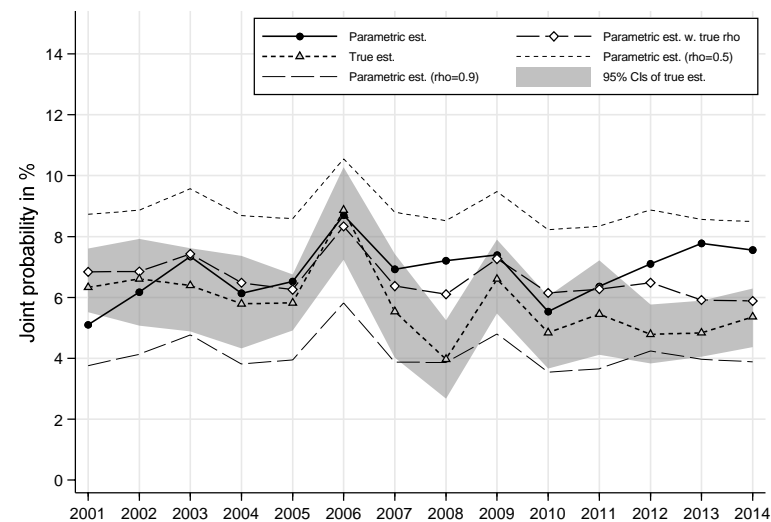 Parametric est.
Parametric est. w. true rho
True est.
Parametric est. (rho=0.5)
Parametric est. (rho=0.9)
95% CIs of true est.
Joint probability in %
14
12
10
8
6
4
2
0
2001 2002 2003 2004 2005 2006 2007 2008 2009 2010 2011 2012 2013 2014